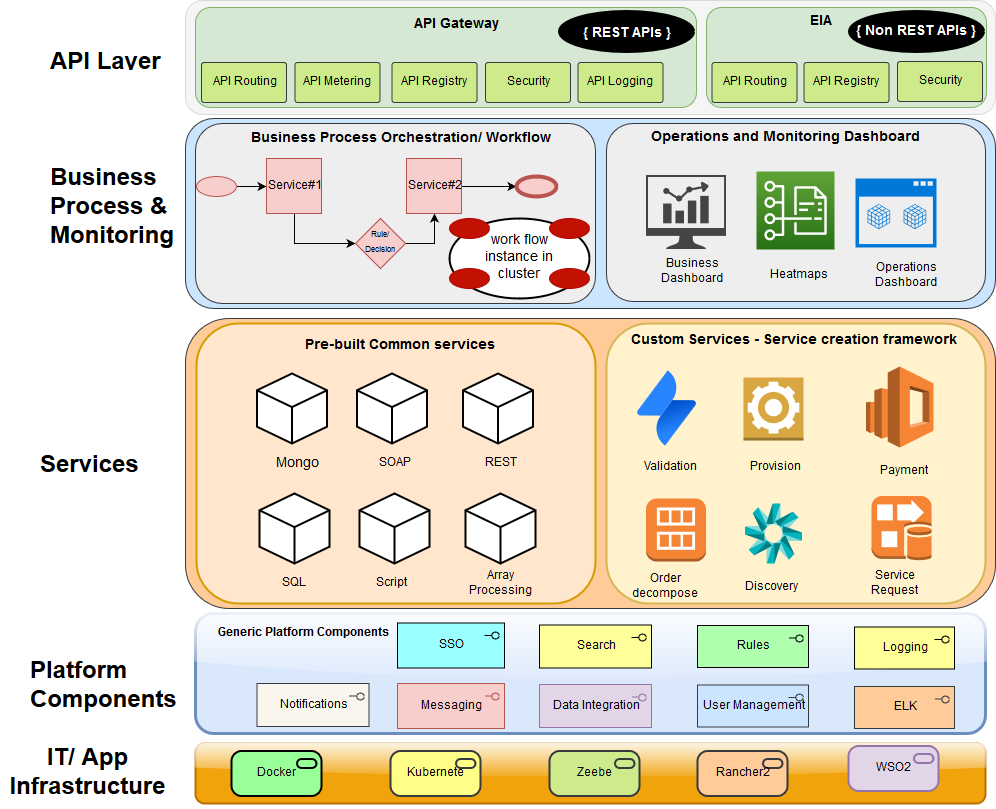 API Layer
API Gateway
{ REST APIs }
API Routing
API Metering
API Registry
Security
API Logging
EIA
{ Non REST APIs }
API Routing
API Registry
Security
Business
Process &
Monitoring
Business Process Orchestration/ Workflow
Service#1
Service#2
Rule/
Decision
work flow
instance in
cluster
Operations and Monitoring Dashboard
Business
Dashboard
Heatmaps
Operations
Dashboard
Services
Pre-built Common services
Mongo
SOAP
REST
SQL
Script
Array
Processing
Custom Services - Service creation framework
Validation
Provision
Payment
Order
decompose
Discovery
Service
Request
Platform
Components
Generic Platform Components
SSO
Search
Rules
Logging
Notifications
Messaging
Data Integration
User Management
ELK
IT/ App
Infrastructure
Docker
Kubernete
Zeebe
Rancher2
WSO2